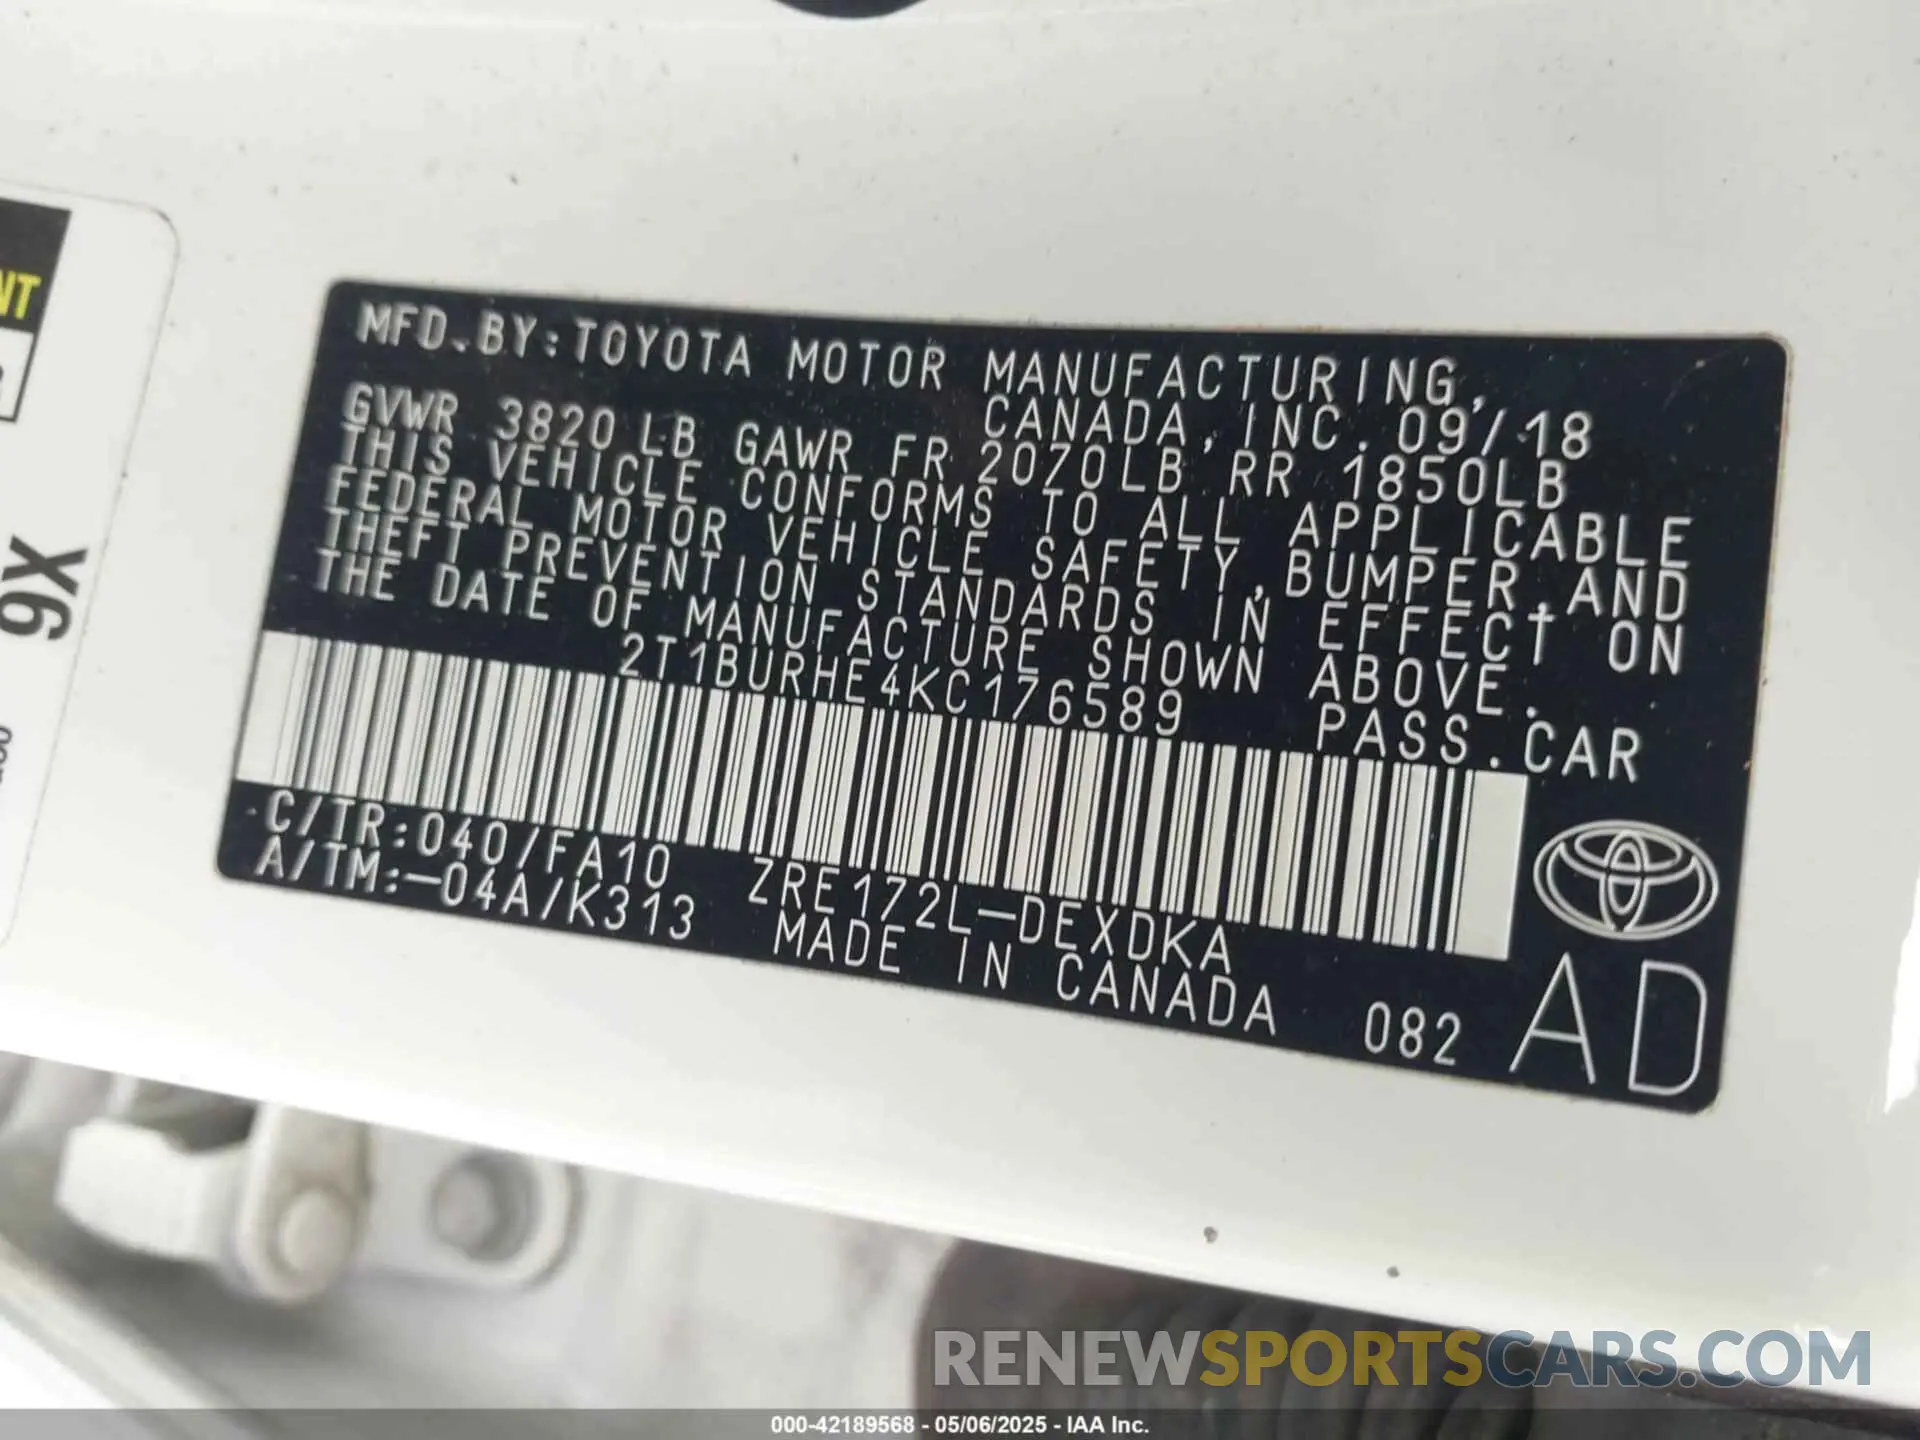 MFD.BY:TOYOTA MOTOR MANUFACTURING,
CANADA, INC. 09/18
GVWR 3820 LB GAWR FR 2070LB RR 1850LB
THIS VEHICLE CONFORMS TO ALL APPLICABLE
FEDERAL MOTOR VEHICLE SAFETY, BUMPER, AND
THEFT PREVENTION STANDARDS IN EFFECT ON
THE DATE OF MANUFACTURE SHOWN ABOVE.
2T1BURHE4KC176589 PASS.CAR
C/TR:040/FA10 ZRE172L-DEXDKA
A/TM:-04A/K313 MADE IN CANADA 082
AD
NT
9X
RENEWSPORTSCARS.COM
000-42189568 - 05/06/2025 - IAA Inc.